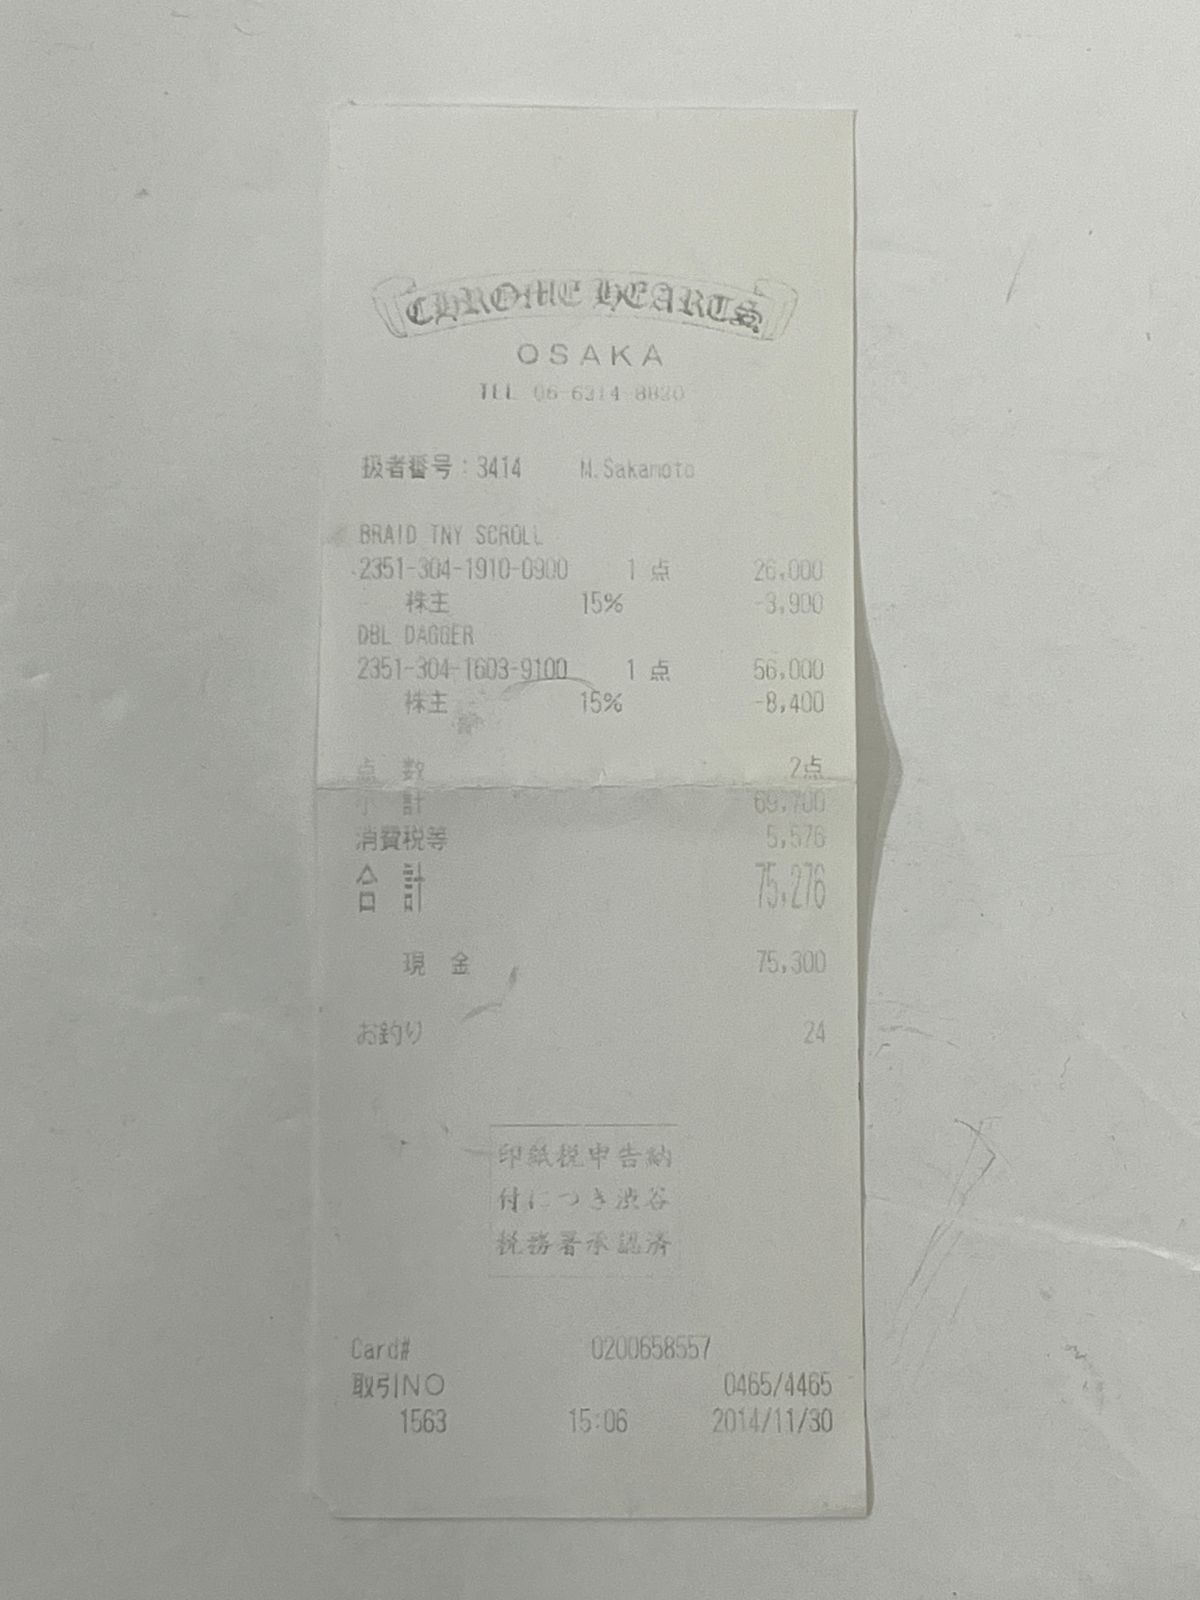 CHROME HEARTS
OSAKA
TEL 06-6314-8830
扱者番号：3414 M.Sakamoto
BRAID TNY SCROLL
2351-304-1910-0900 1 点 26,000
株主 15% -3,900
DBL DAGGER
2351-304-1603-9100 1 点 56,000
株主 15% -8,400
点 数 2点
小 計 69,700
消費税等 5,576
合 計 75,276
現 金 75,300
お釣り 24
印紙税申告納
付につき渋谷
税務署承認済
Card# 0200658557
取引NO 0465/4465
1563 15:06 2014/11/30